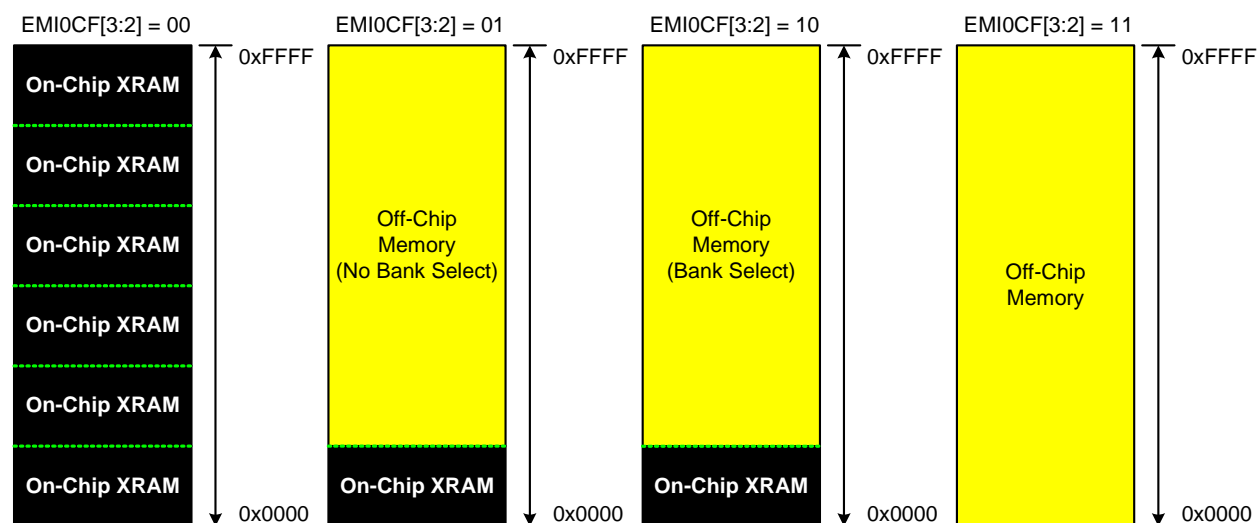 EMI0CF[3:2] = 00
EMI0CF[3:2] = 01
EMI0CF[3:2] = 10
EMI0CF[3:2] = 11
0xFFFF
0xFFFF
0xFFFF
0xFFFF
On-Chip XRAM
On-Chip XRAM
On-Chip XRAM
On-Chip XRAM
On-Chip XRAM
On-Chip XRAM
0x0000
Off-Chip
Memory
(No Bank Select)
On-Chip XRAM
0x0000
Off-Chip
Memory
(Bank Select)
On-Chip XRAM
0x0000
Off-Chip
Memory
0x0000